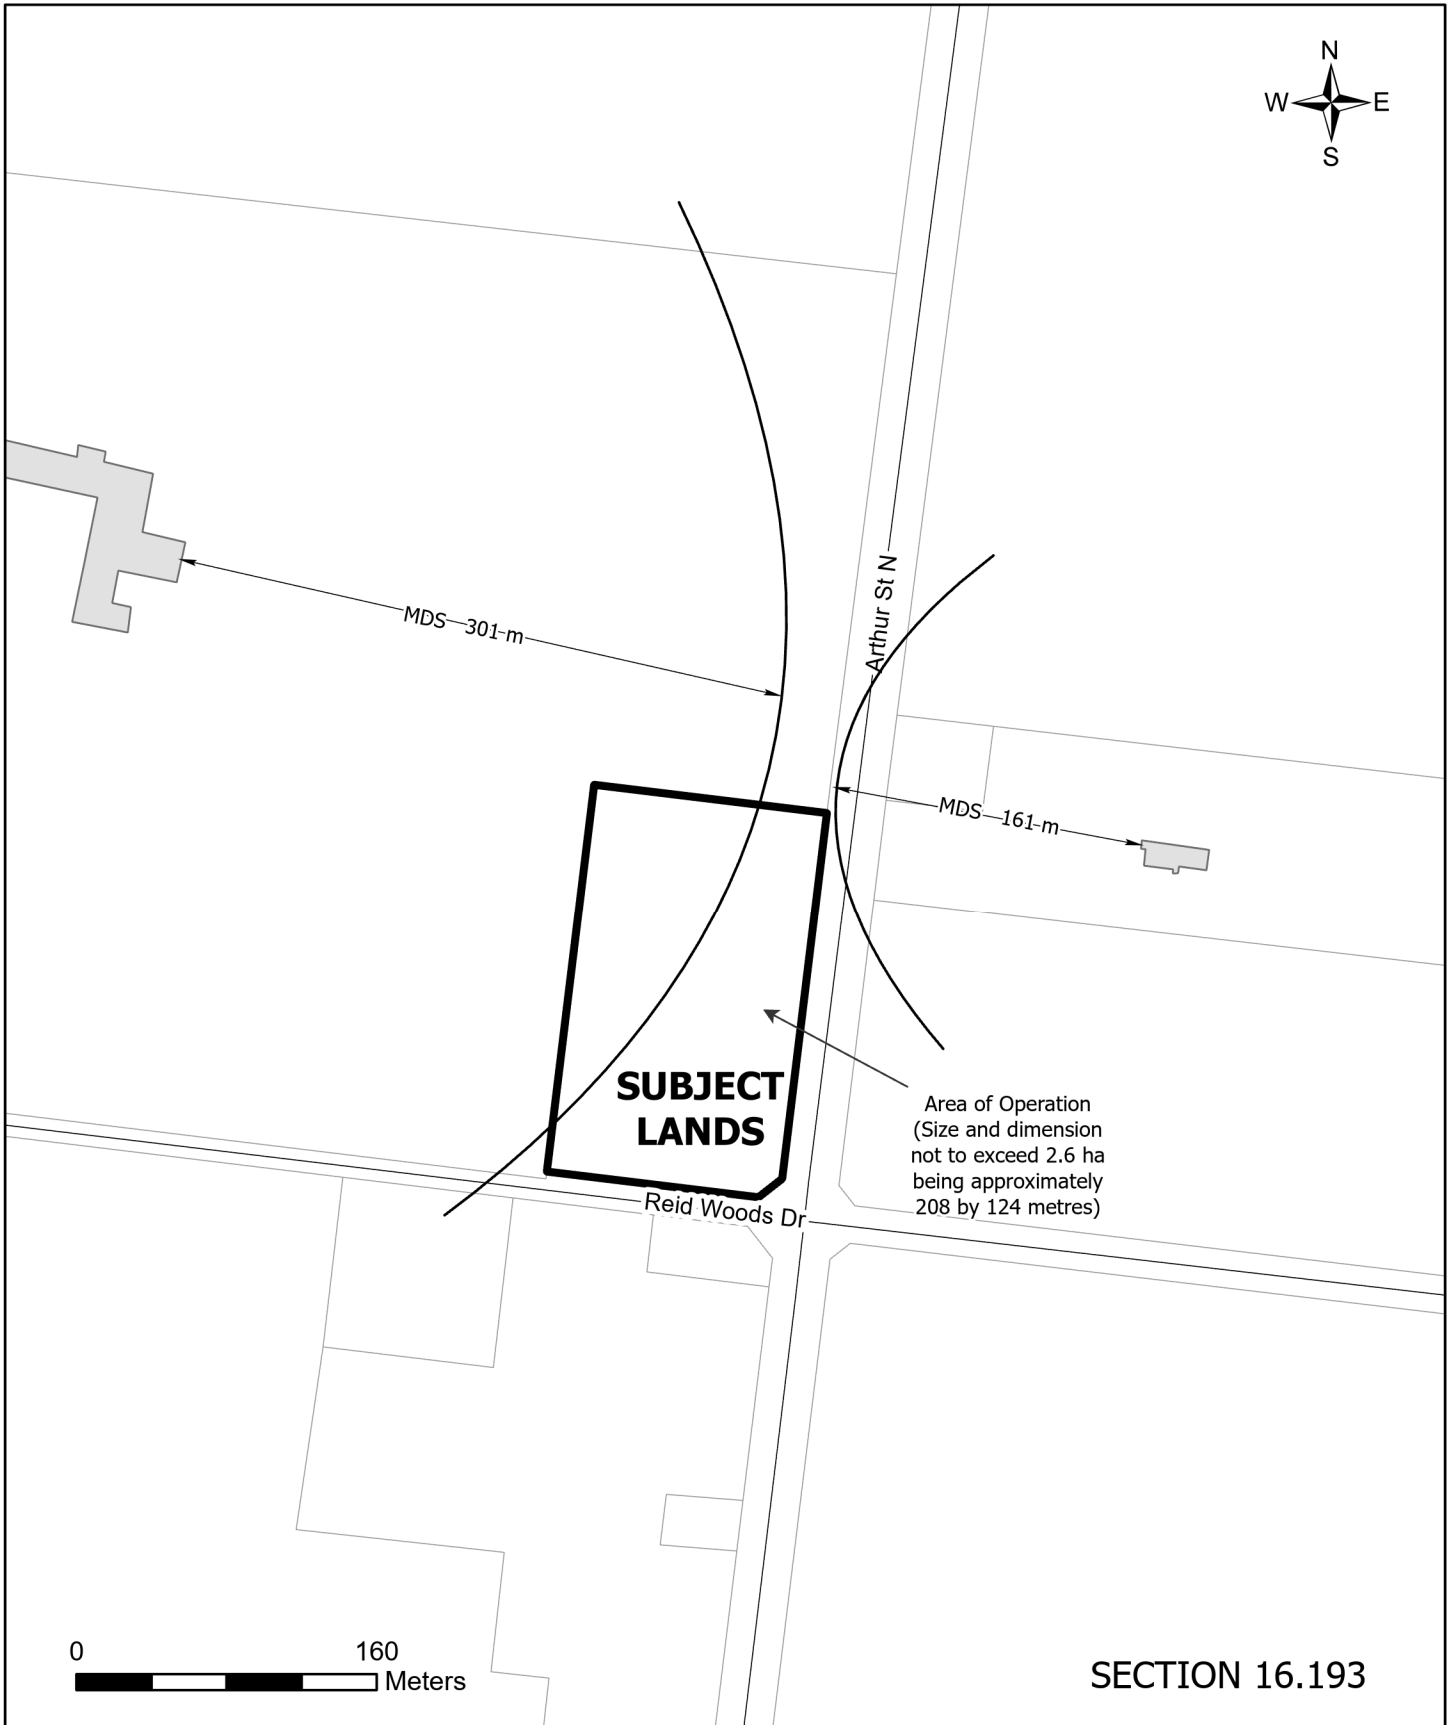 N
W E
S
Arthur St N
MDS 301 m
MDS 161 m
SUBJECT
LANDS
Area of Operation
(Size and dimension
not to exceed 2.6 ha
being approximately
208 by 124 metres)
Reid Woods Dr
0 160
Meters
SECTION 16.193